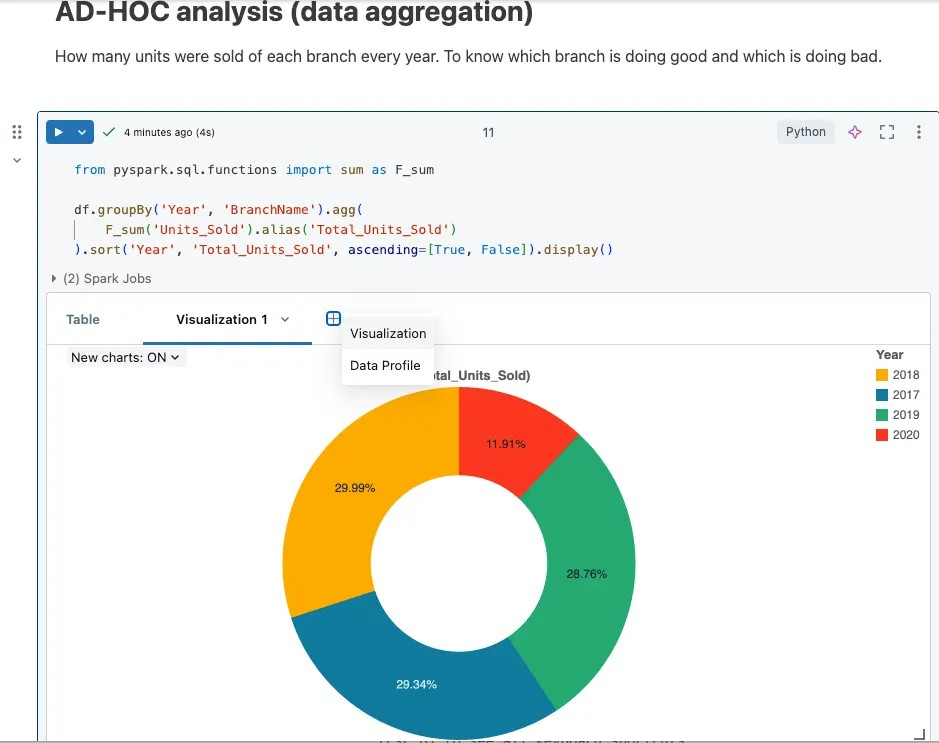 AD-HOC analysis (data aggregation)
How many units were sold of each branch every year. To know which branch is doing good and which is doing bad.
4 minutes ago (4s)
11
Python
from pyspark.sql.functions import sum as F_sum
df.groupBy('Year', 'BranchName').agg(
F_sum('Units_Sold').alias('Total_Units_Sold')
).sort('Year', 'Total_Units_Sold', ascending=[True, False]).display()
(2) Spark Jobs
Table
Visualization 1
Visualization
Data Profile
New charts: ON
tal_Units_Sold)
Year
2018
2017
2019
2020
11.91%
29.99%
28.76%
29.34%